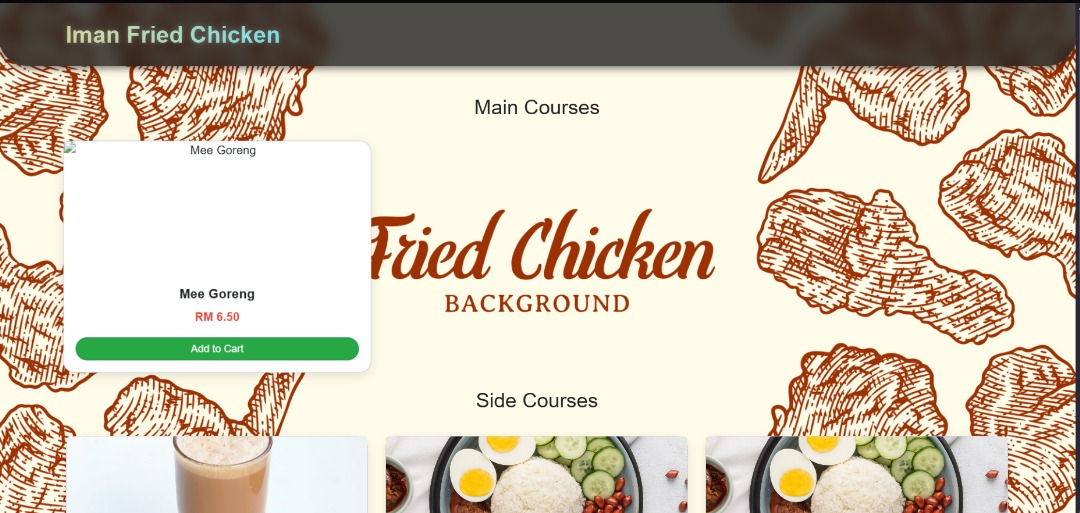 Iman Fried Chicken
Main Courses
Mee Goreng
Fried Chicken
BACKGROUND
Mee Goreng
RM 6.50
Add to Cart
Side Courses